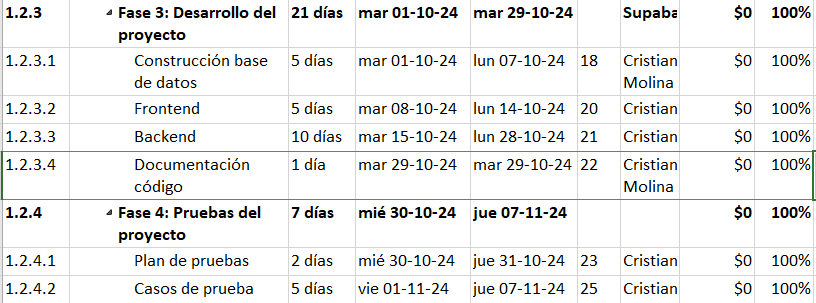 1.2.3 Fase 3: Desarrollo del 21 días mar 01-10-24 mar 29-10-24 Supaba $0 100%
proyecto
1.2.3.1 Construcción base 5 días mar 01-10-24 lun 07-10-24 18 Cristian $0 100%
de datos Molina
1.2.3.2 Frontend 5 días mar 08-10-24 lun 14-10-24 20 Cristian $0 100%
1.2.3.3 Backend 10 días mar 15-10-24 lun 28-10-24 21 Cristian $0 100%
1.2.3.4 Documentación 1 día mar 29-10-24 mar 29-10-24 22 Cristian $0 100%
código Molina
1.2.4 Fase 4: Pruebas del 7 días mié 30-10-24 jue 07-11-24 $0 100%
proyecto
1.2.4.1 Plan de pruebas 2 días mié 30-10-24 jue 31-10-24 23 Cristian $0 100%
1.2.4.2 Casos de prueba 5 días vie 01-11-24 jue 07-11-24 25 Cristian $0 100%